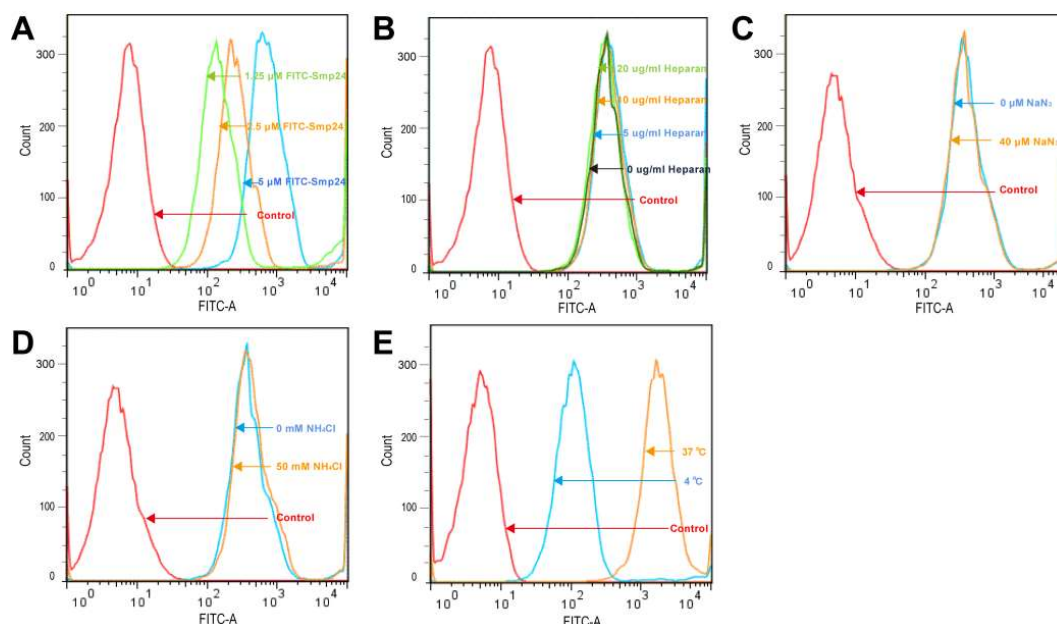 A
300
200
100
0
Count
1.25 µM FITC-Smp24
2.5 µM FITC-Smp24
5 µM FITC-Smp24
Control
10⁰ 10¹ 10² 10³ 10⁴
FITC-A
B
300
200
100
0
Count
20 ug/ml Heparan
10 ug/ml Heparan
5 ug/ml Heparan
0 ug/ml Heparan
Control
10⁰ 10¹ 10² 10³ 10⁴
FITC-A
C
300
200
100
0
Count
0 µM NaN₃
40 µM NaN₃
Control
10⁰ 10¹ 10² 10³ 10⁴
FITC-A
D
300
200
100
0
Count
0 mM NH₄Cl
50 mM NH₄Cl
Control
10⁰ 10¹ 10² 10³ 10⁴
FITC-A
E
300
200
100
0
Count
37 °C
4 °C
Control
10⁰ 10¹ 10² 10³ 10⁴
FITC-A